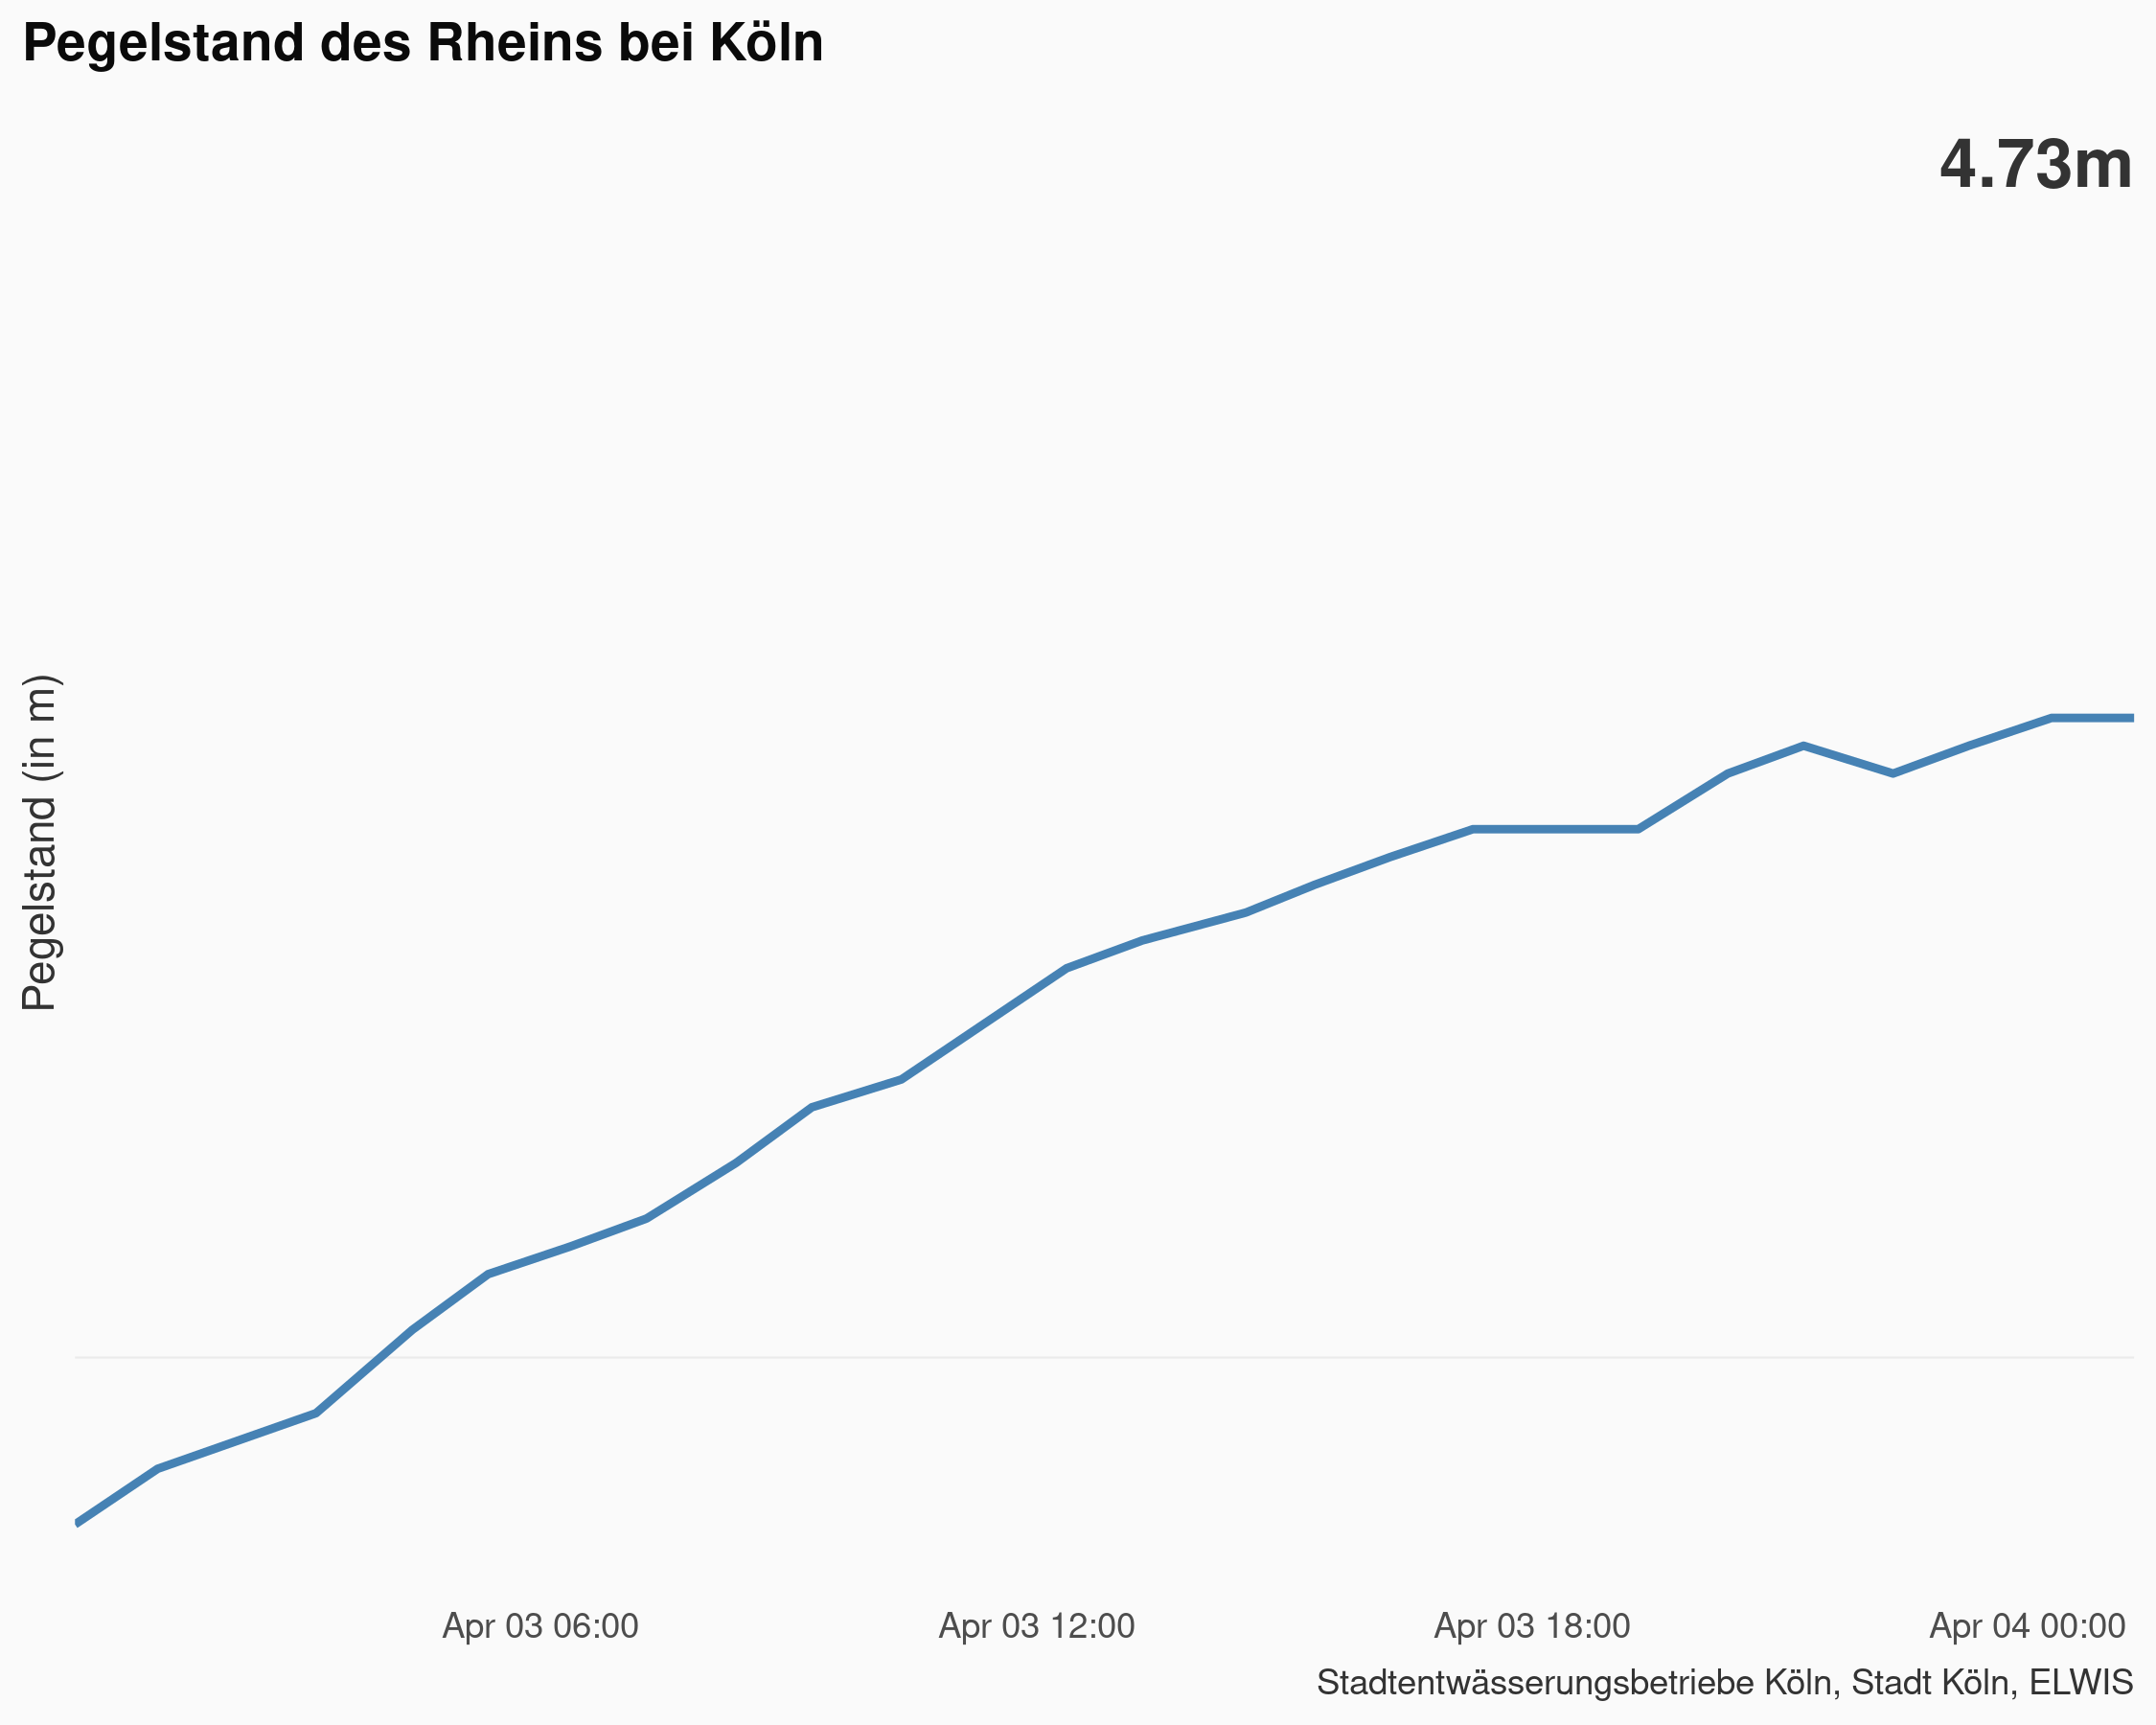 Pegelstand des Rheins bei Köln
4.73m
Pegelstand (in m)
Apr 03 06:00
Apr 03 12:00
Apr 03 18:00
Apr 04 00:00
Stadtentwässerungsbetriebe Köln, Stadt Köln, ELWIS